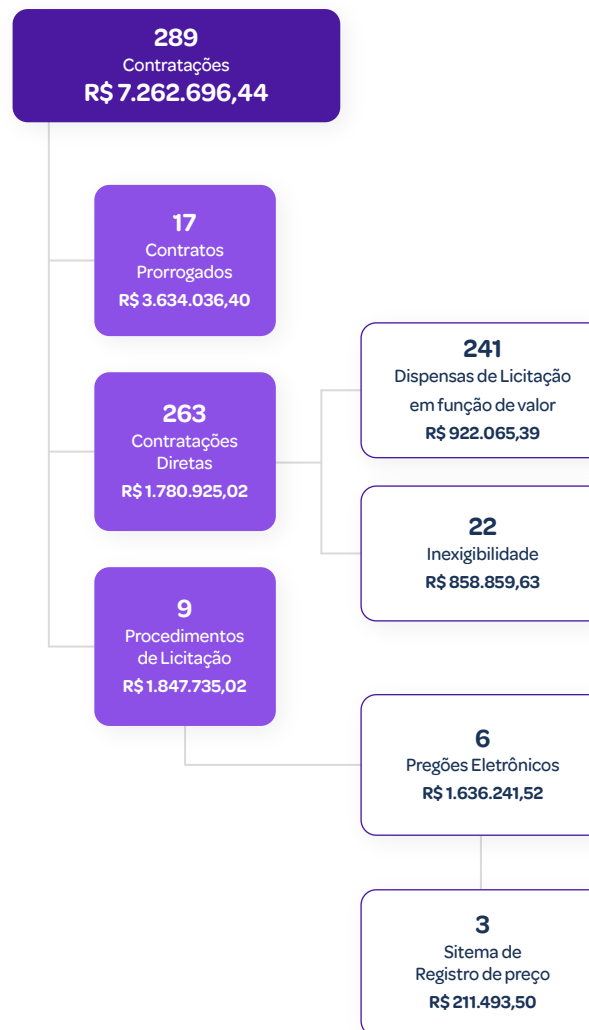 289
Contratações
R$ 7.262.696,44
17
Contratos
Prorrogados
R$ 3.634.036,40
263
Contratações
Diretas
R$ 1.780.925,02
241
Dispensas de Licitação
em função de valor
R$ 922.065,39
22
Inexigibilidade
R$ 858.859,63
9
Procedimentos
de Licitação
R$ 1.847.735,02
6
Pregões Eletrônicos
R$ 1.636.241,52
3
Sitema de
Registro de preço
R$ 211.493,50